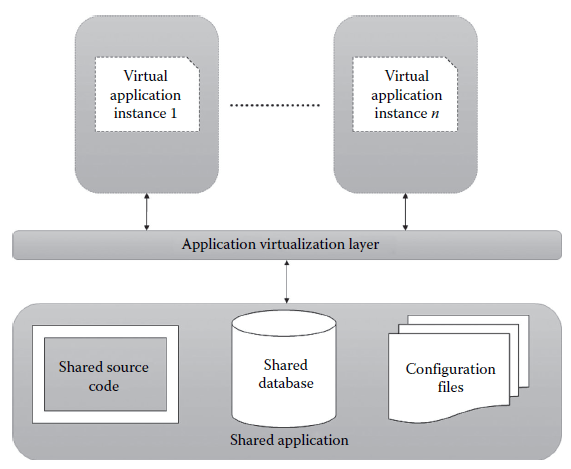 Virtual
application
instance 1
Virtual
application
instance n
Application virtualization layer
Shared source
code
Shared
database
Configuration
files
Shared application